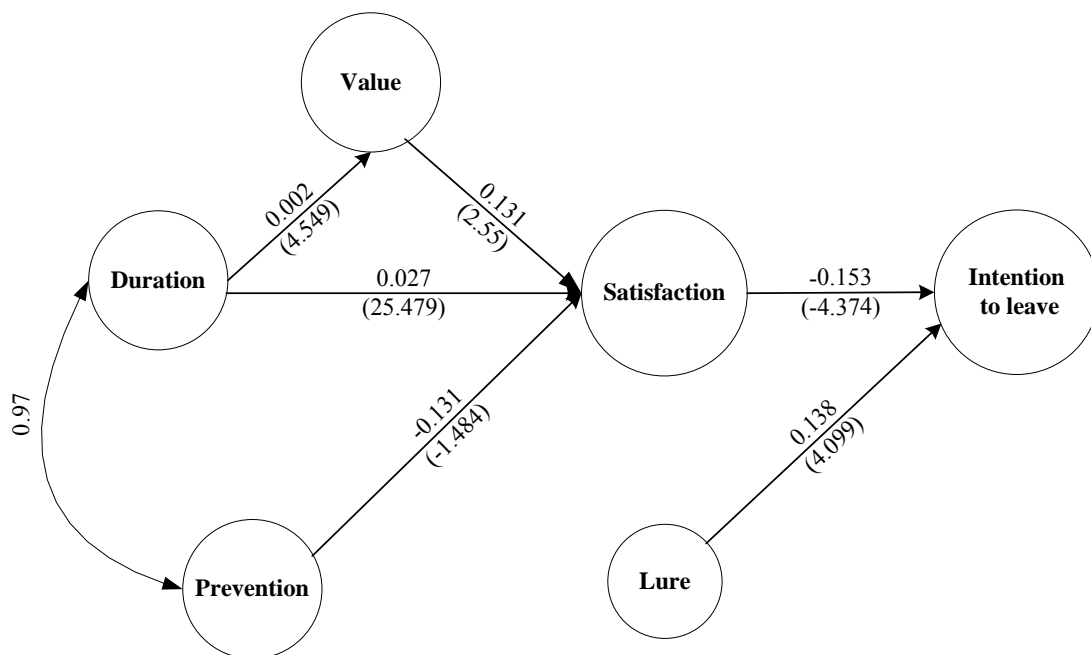 Value
0.002
(4.549)
0.131
(2.55)
Duration
0.027
(25.479)
Satisfaction
-0.153
(-4.374)
Intention
to leave
0.97
-0.131
(-1.484)
0.138
(4.099)
Prevention
Lure